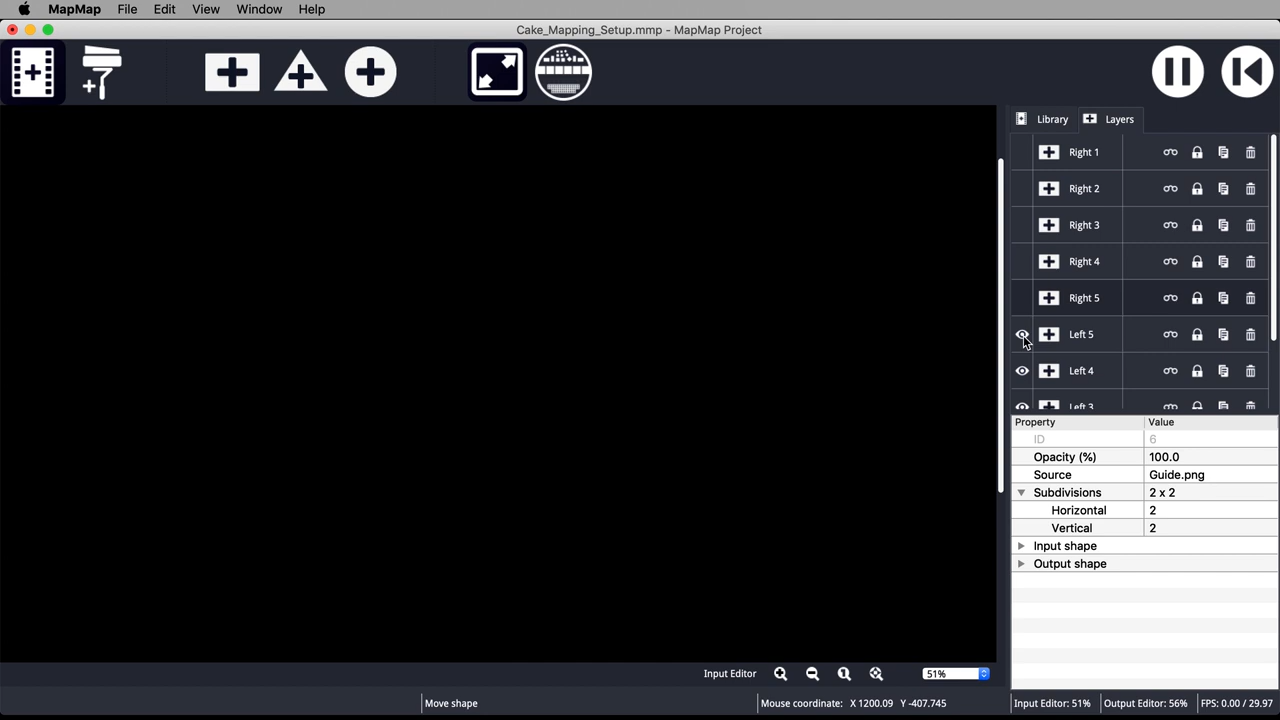 MapMap File Edit View Window Help
Cake_Mapping_Setup.mmp - MapMap Project
Library Layers
Right 1
Right 2
Right 3
Right 4
Right 5
Left 5
Left 4
Left 3
Property Value
ID 6
Opacity (%) 100.0
Source Guide.png
Subdivisions 2 x 2
Horizontal 2
Vertical 2
Input shape
Output shape
Input Editor 51%
Move shape Mouse coordinate: X 1200.09 Y -407.745 Input Editor: 51% Output Editor: 56% FPS: 0.00 / 29.97